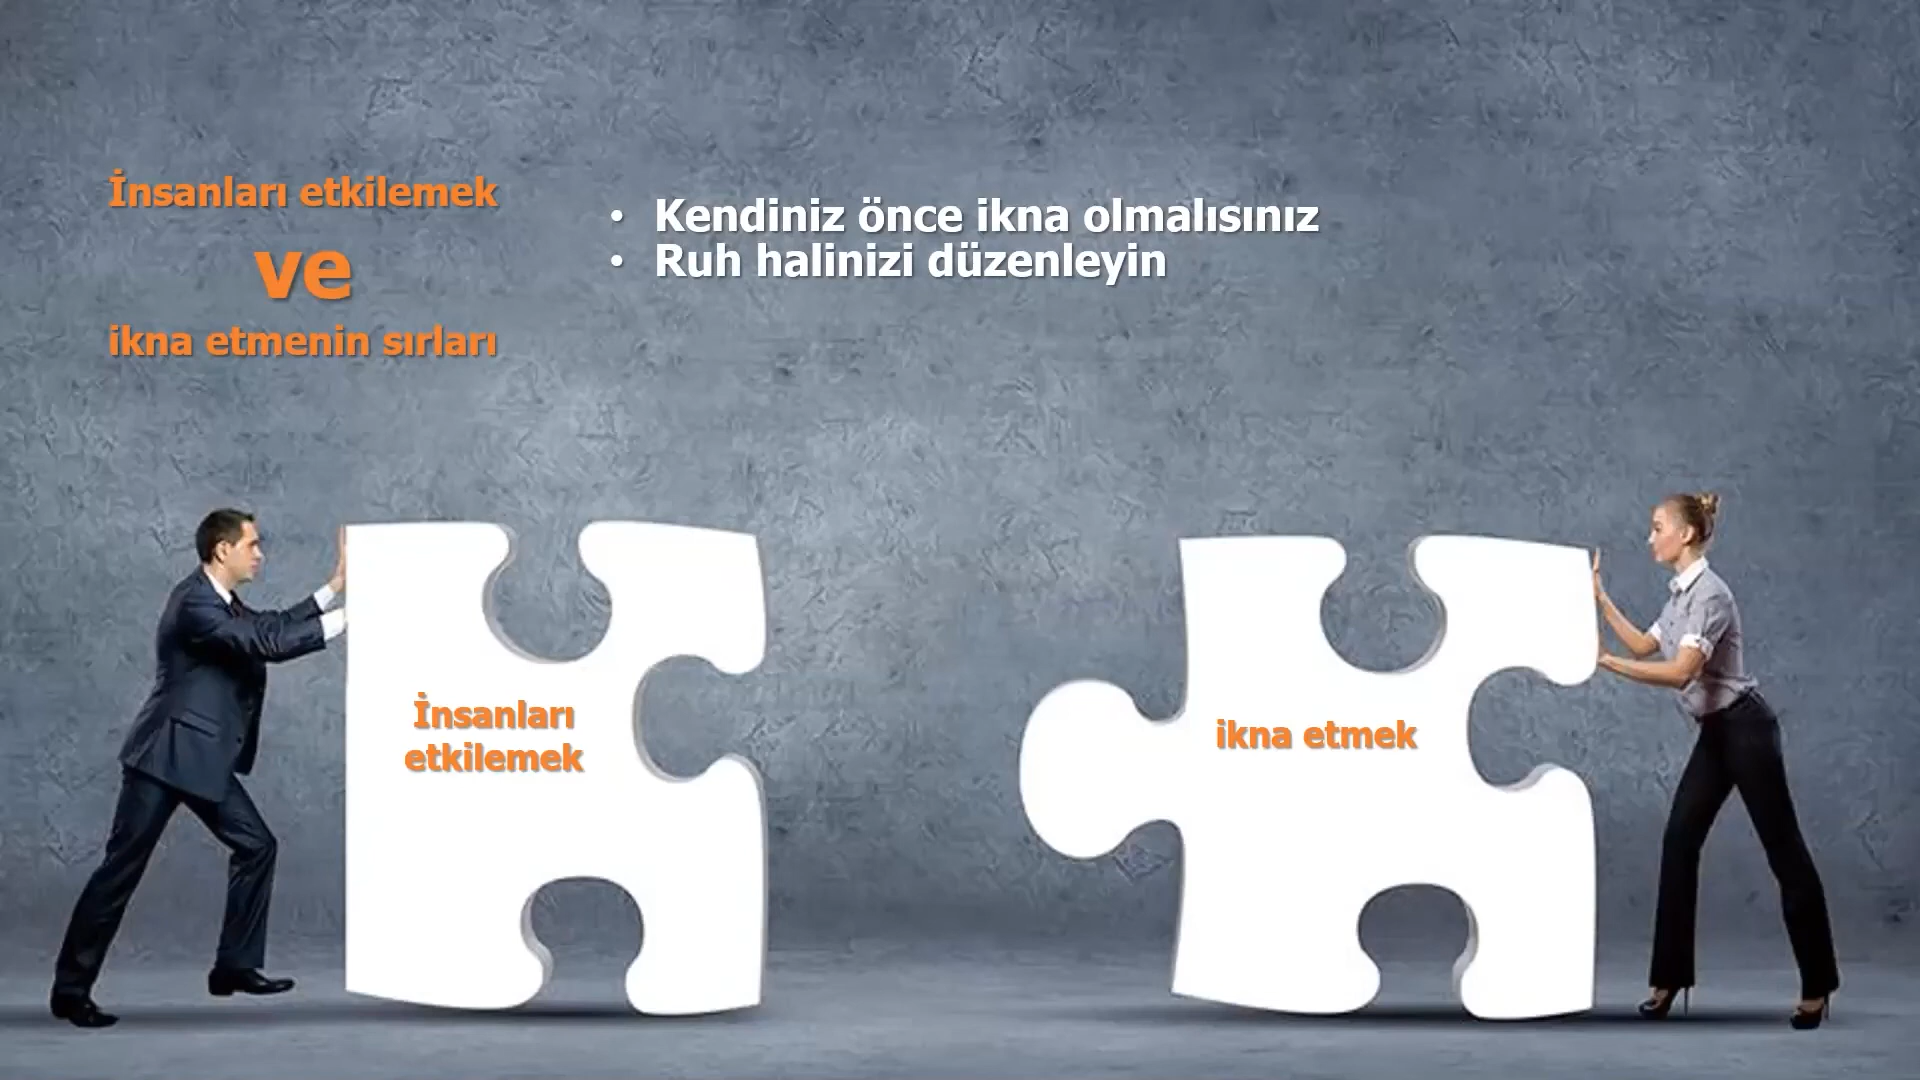 İnsanları etkilemek
ve
ikna etmenin sırları
• Kendiniz önce ikna olmalısınız
• Ruh halinizi düzenleyin
İnsanları
etkilemek
ikna etmek